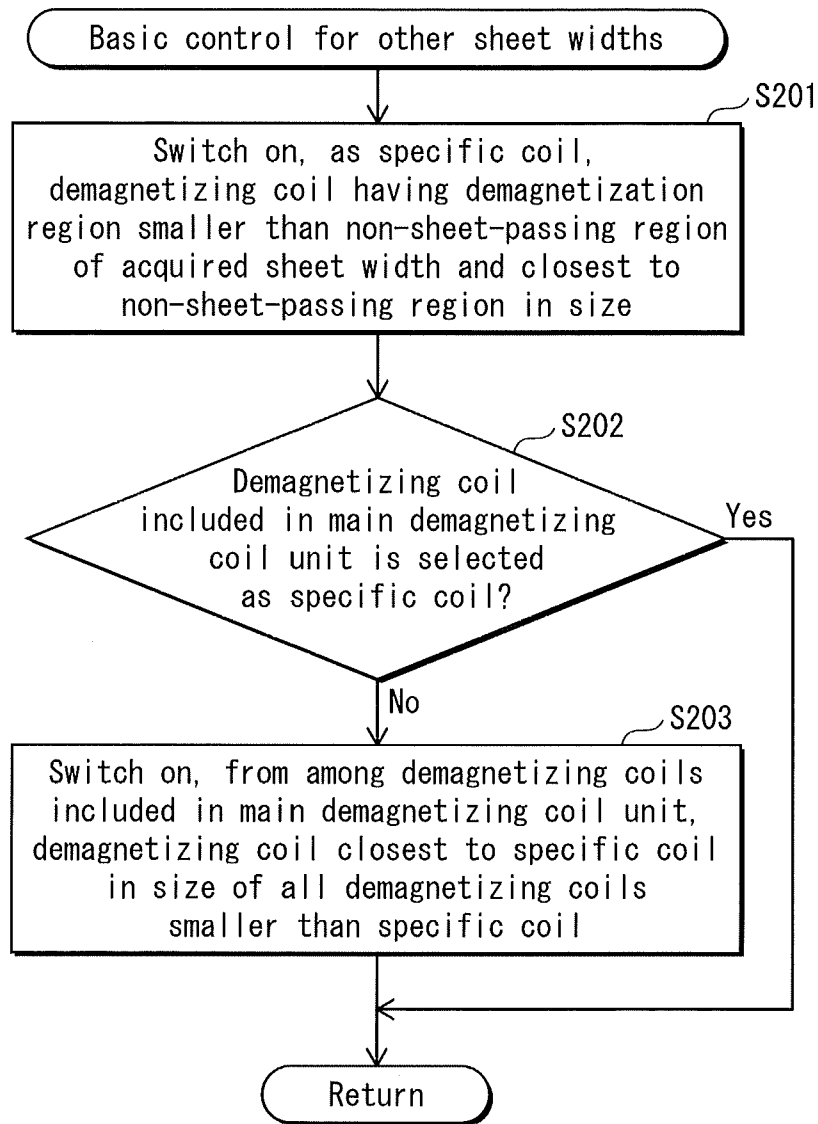 Basic control for other sheet widths
S201
Switch on, as specific coil,
demagnetizing coil having demagnetization
region smaller than non-sheet-passing region
of acquired sheet width and closest to
non-sheet-passing region in size
S202
Demagnetizing coil
included in main demagnetizing
coil unit is selected
as specific coil?
Yes
No
S203
Switch on, from among demagnetizing coils
included in main demagnetizing coil unit,
demagnetizing coil closest to specific coil
in size of all demagnetizing coils
smaller than specific coil
Return